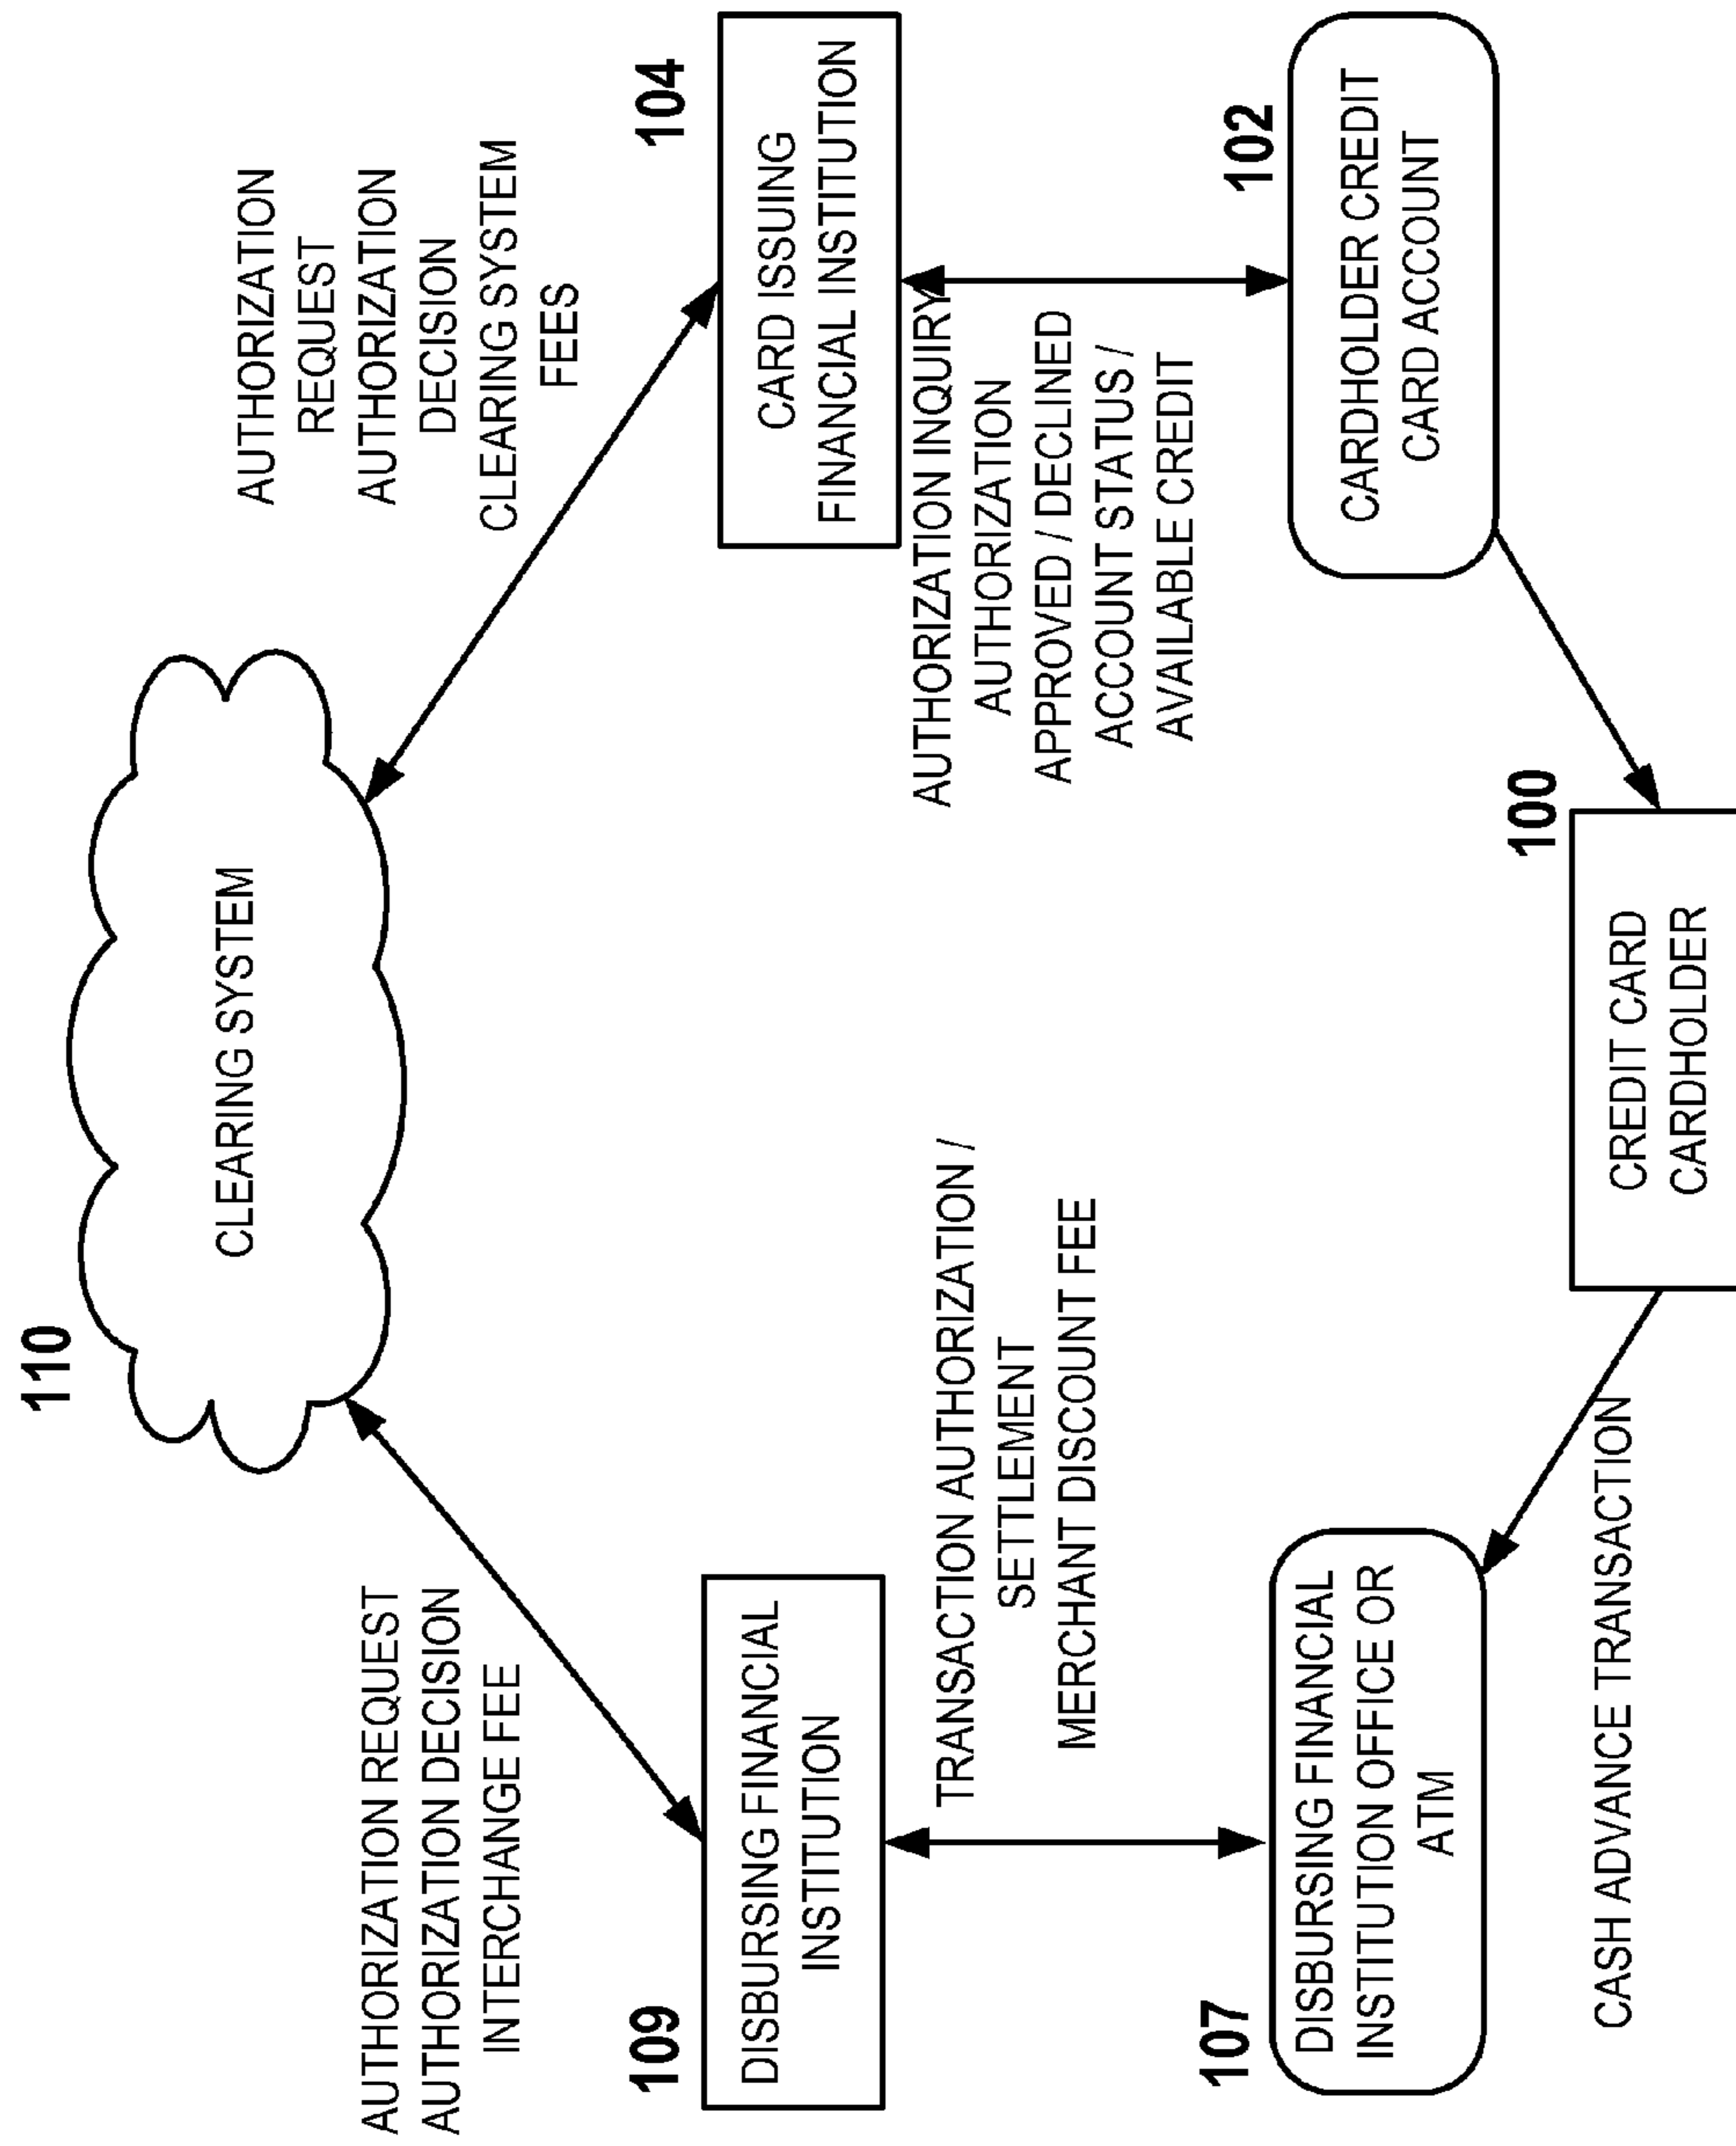 110
CLEARING SYSTEM
AUTHORIZATION REQUEST
AUTHORIZATION DECISION
INTERCHANGE FEE
AUTHORIZATION
REQUEST
AUTHORIZATION
DECISION
CLEARING SYSTEM
FEES
109
DISBURSING FINANCIAL
INSTITUTION
104
CARD ISSUING
FINANCIAL INSTITUTION
TRANSACTION AUTHORIZATION /
SETTLEMENT
MERCHANT DISCOUNT FEE
AUTHORIZATION INQUIRY
AUTHORIZATION
APPROVED / DECLINED
ACCOUNT STATUS /
AVAILABLE CREDIT
107
DISBURSING FINANCIAL
INSTITUTION OFFICE OR
ATM
102
CARDHOLDER CREDIT
CARD ACCOUNT
CASH ADVANCE TRANSACTION
100
CREDIT CARD
CARDHOLDER